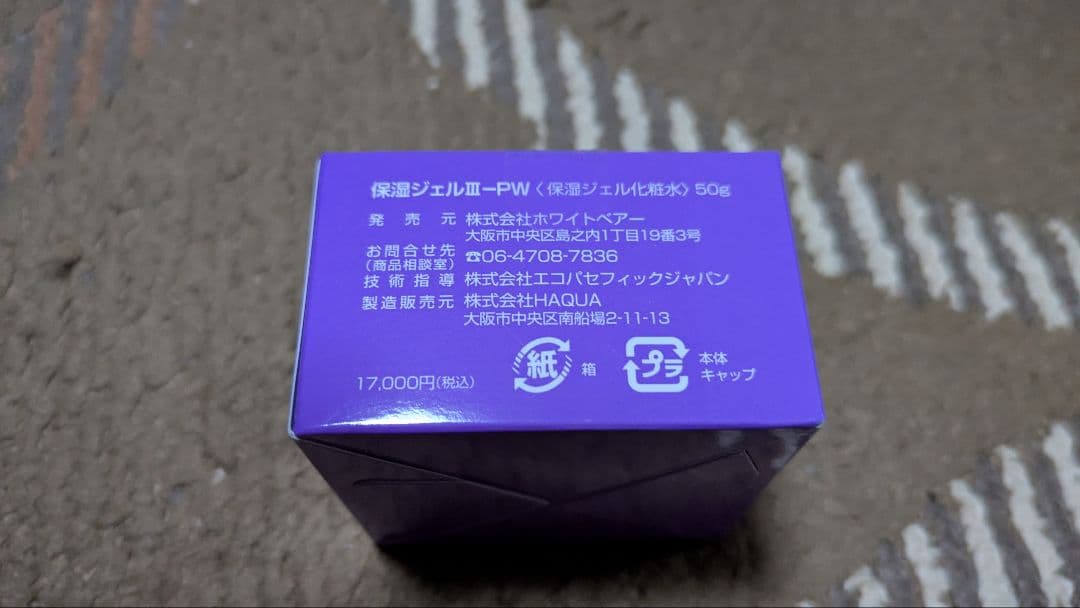 保湿ジェルⅢ-PW〈保湿ジェル化粧水〉50g
発売元 株式会社ホワイトベアー
大阪市中央区島之内1丁目19番3号
お問合せ先 ☎06-4708-7836
(商品相談室)
技術指導 株式会社エコパセフィックジャパン
製造販売元 株式会社HAQUA
大阪市中央区南船場2-11-13
17,000円(税込)
紙 箱
プラ 本体
キャップ